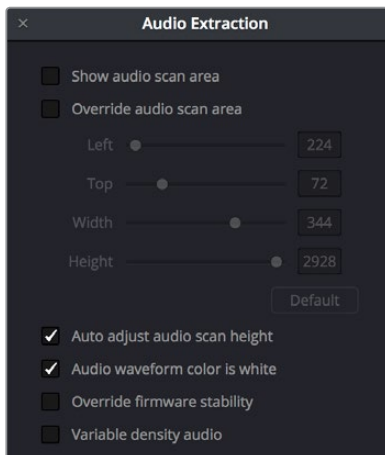 Audio Extraction
Show audio scan area
Override audio scan area
Left 224
Top 72
Width 344
Height 2928
Default
Auto adjust audio scan height
Audio waveform color is white
Override firmware stability
Variable density audio